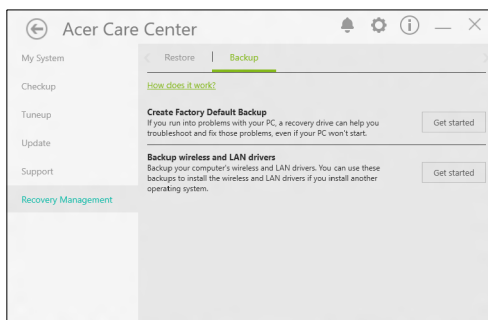 Acer Care Center
My System
Checkup
Tuneup
Update
Support
Recovery Management
Restore
Backup
How does it work?
Create Factory Default Backup
If you run into problems with your PC, a recovery drive can help you
troubleshoot and fix those problems, even if your PC won't start.
Get started
Backup wireless and LAN drivers
Backup your computer's wireless and LAN drivers. You can use these
backups to install the wireless and LAN drivers if you install another
operating system.
Get started